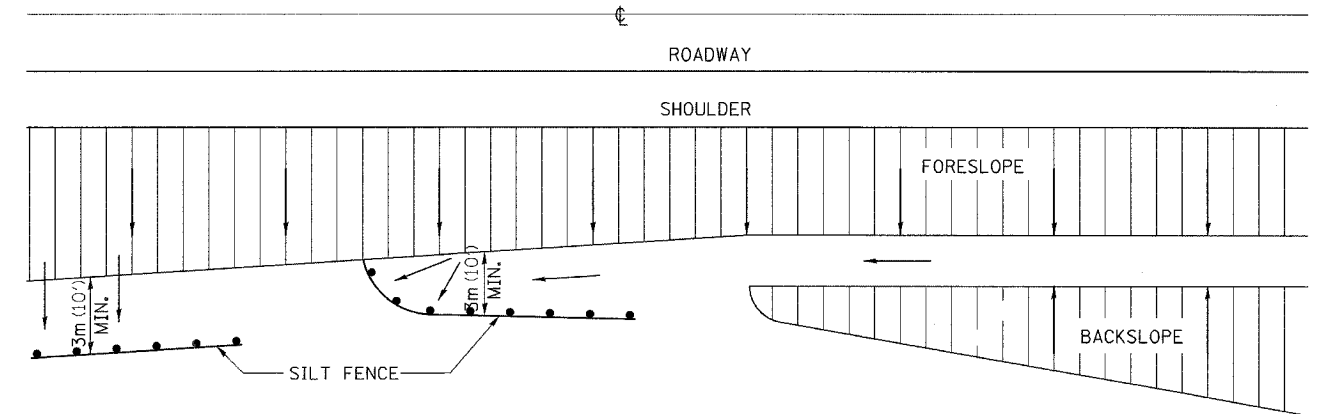 ℄
ROADWAY
SHOULDER
FORESLOPE
3m (10') MIN.
3m (10') MIN.
BACKSLOPE
SILT FENCE